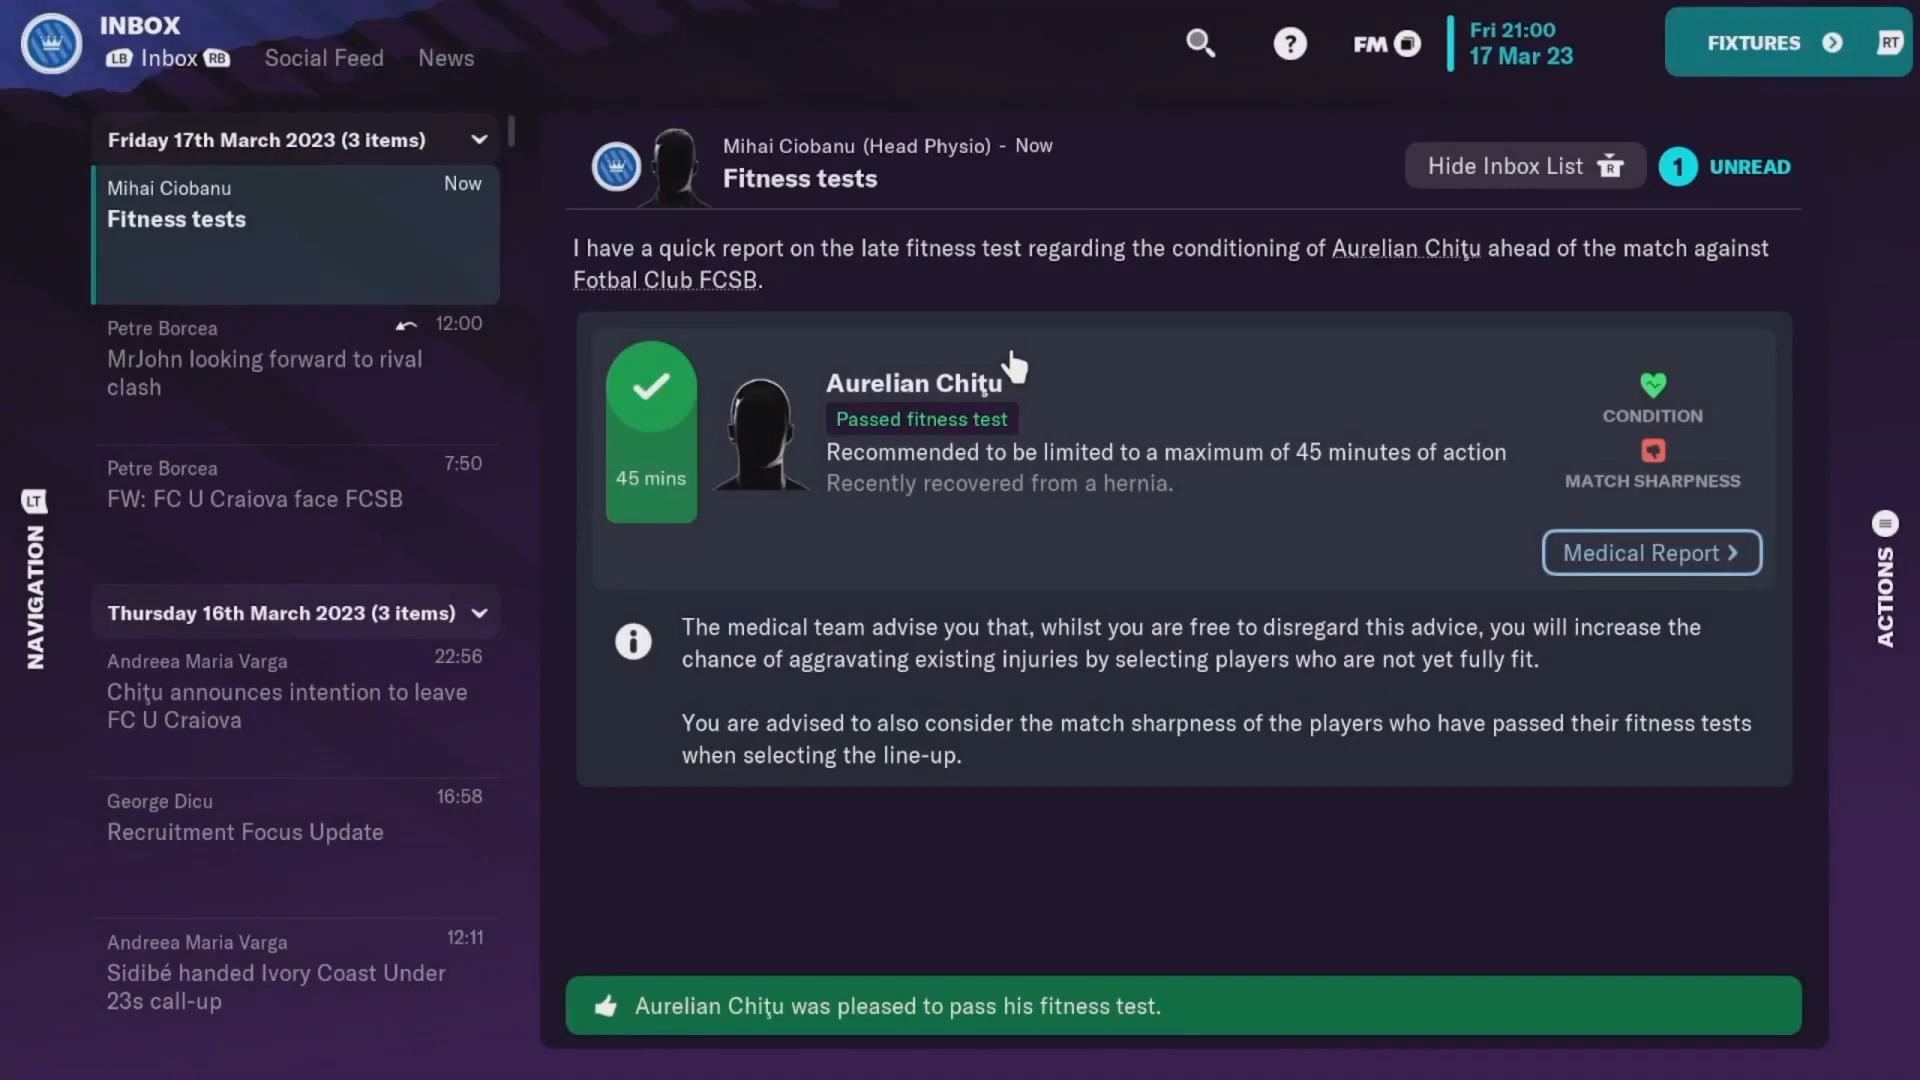 INBOX
LB Inbox RB Social Feed News
? FM
Fri 21:00
17 Mar 23
FIXTURES RT
Friday 17th March 2023 (3 items)
Mihai Ciobanu Now
Fitness tests
Petre Borcea 12:00
MrJohn looking forward to rival
clash
Petre Borcea 7:50
FW: FC U Craiova face FCSB
Thursday 16th March 2023 (3 items)
Andreea Maria Varga 22:56
Chițu announces intention to leave
FC U Craiova
George Dicu 16:58
Recruitment Focus Update
Andreea Maria Varga 12:11
Sidibé handed Ivory Coast Under
23s call-up
LT NAVIGATION
Mihai Ciobanu (Head Physio) - Now
Fitness tests
Hide Inbox List R
1 UNREAD
I have a quick report on the late fitness test regarding the conditioning of Aurelian Chițu ahead of the match against
Fotbal Club FCSB.
45 mins
Aurelian Chițu
Passed fitness test
Recommended to be limited to a maximum of 45 minutes of action
Recently recovered from a hernia.
CONDITION
MATCH SHARPNESS
Medical Report
The medical team advise you that, whilst you are free to disregard this advice, you will increase the
chance of aggravating existing injuries by selecting players who are not yet fully fit.
You are advised to also consider the match sharpness of the players who have passed their fitness tests
when selecting the line-up.
Aurelian Chițu was pleased to pass his fitness test.
ACTIONS